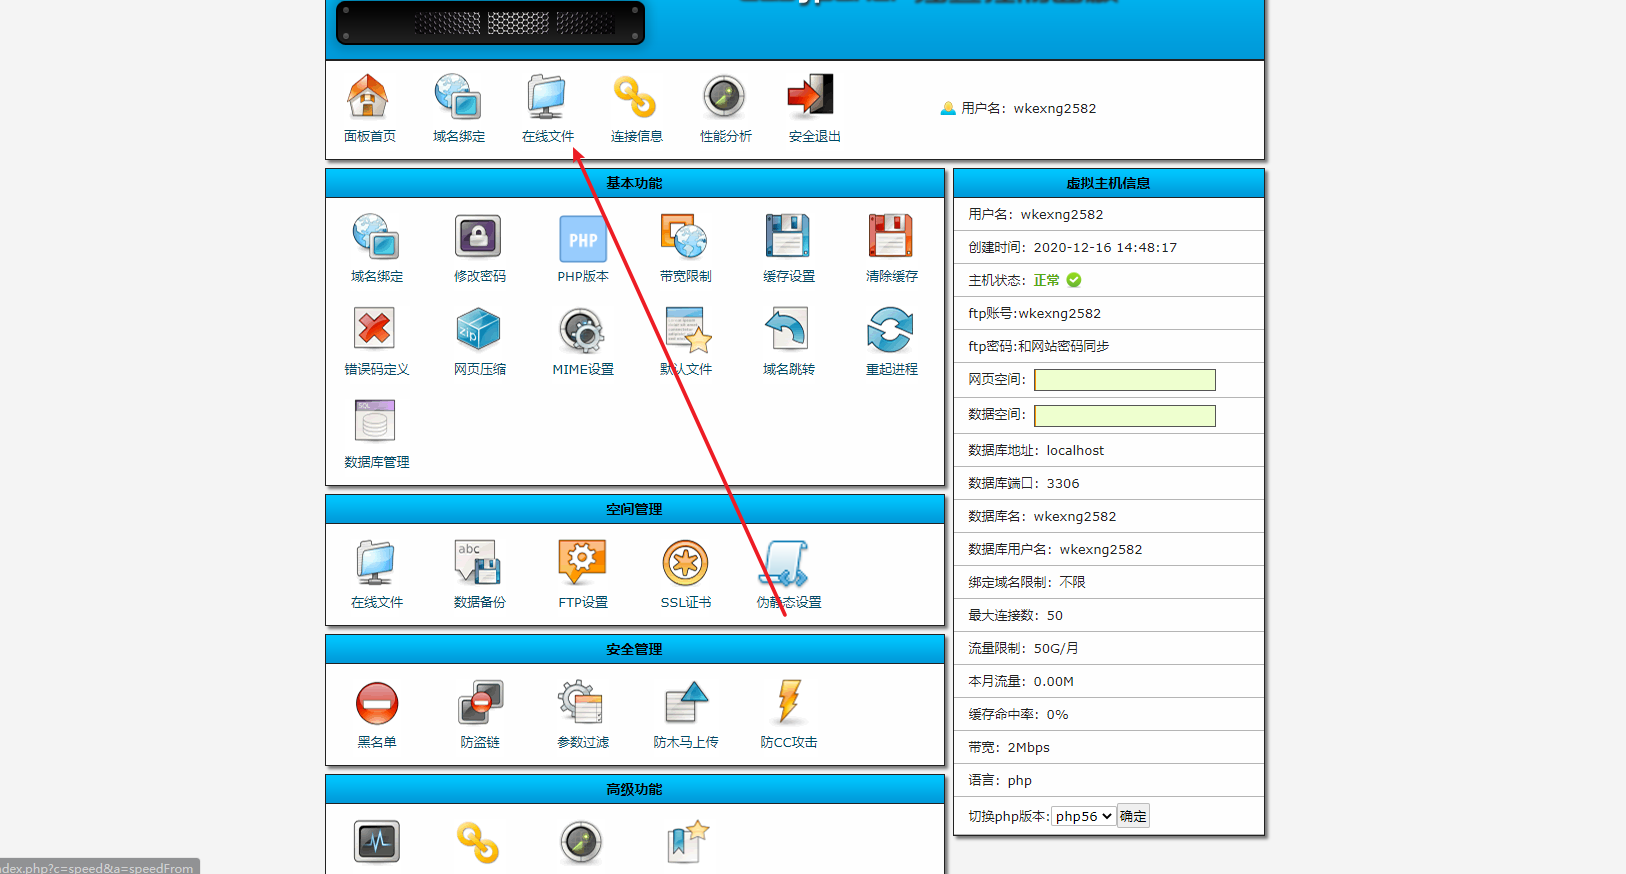 面板首页
域名绑定
在线文件
连接信息
性能分析
安全退出
用户名：wkexng2582
基本功能
域名绑定
修改密码
PHP
PHP版本
带宽限制
缓存设置
清除缓存
错误码定义
zip
网页压缩
MIME设置
默认文件
域名跳转
重起进程
SQL
数据库管理
空间管理
在线文件
abc
数据备份
FTP设置
SSL证书
伪静态设置
安全管理
黑名单
防盗链
参数过滤
防木马上传
防CC攻击
高级功能
虚拟主机信息
用户名：wkexng2582
创建时间：2020-12-16 14:48:17
主机状态：正常
ftp账号:wkexng2582
ftp密码:和网站密码同步
网页空间：
数据空间：
数据库地址：localhost
数据库端口：3306
数据库名：wkexng2582
数据库用户名：wkexng2582
绑定域名限制：不限
最大连接数：50
流量限制：50G/月
本月流量：0.00M
缓存命中率：0%
带宽：2Mbps
语言：php
切换php版本: php56 确定
ndex.php?c=speed&a=speedFrom